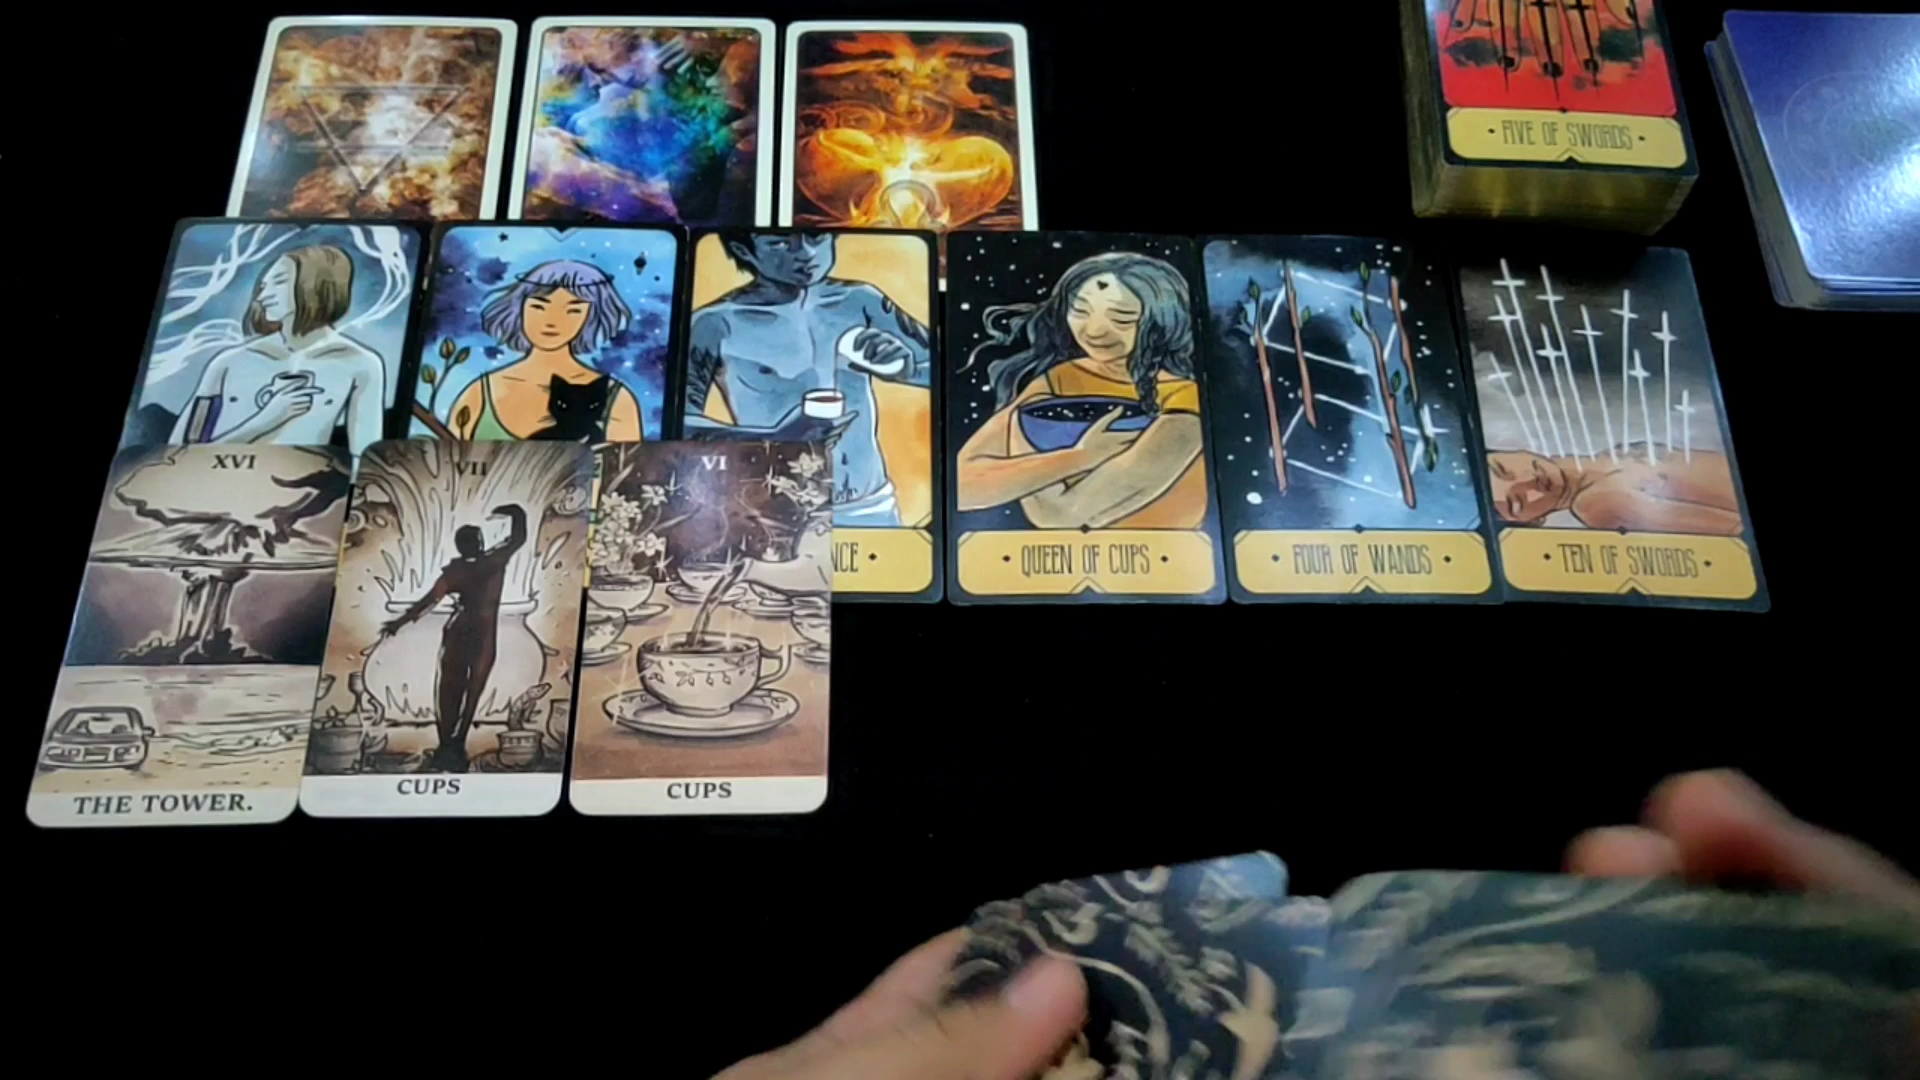 • FIVE OF SWORDS •
NCE •
• QUEEN OF CUPS •
• FOUR OF WANDS •
• TEN OF SWORDS •
XVI
THE TOWER.
VII
CUPS
VI
CUPS